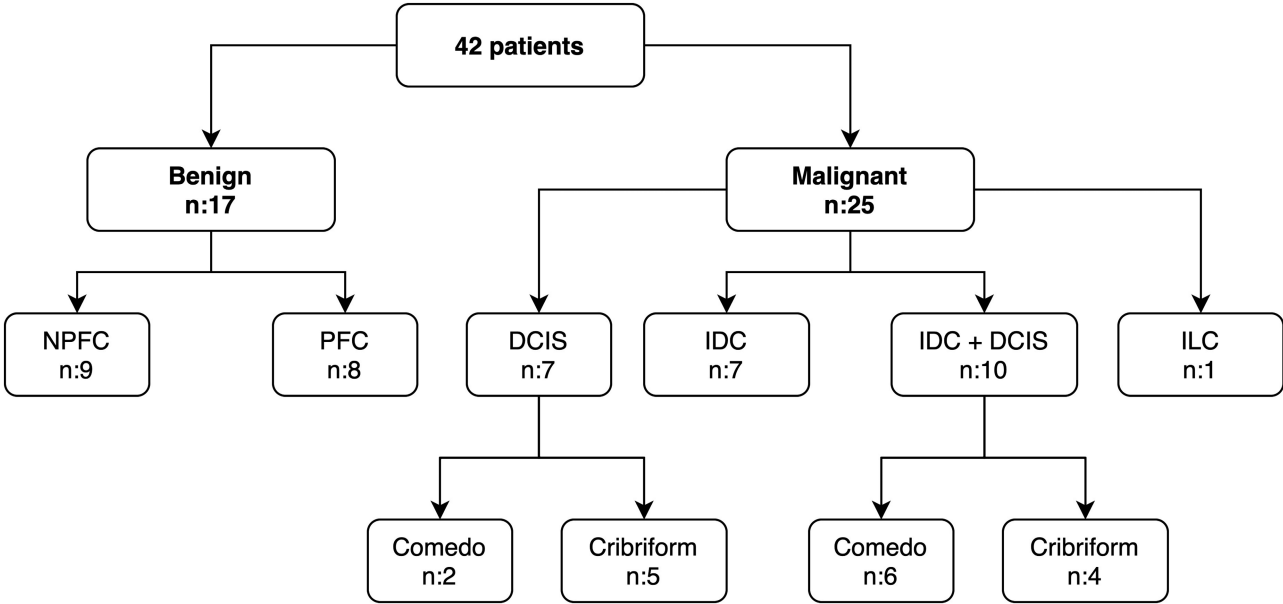 42 patients
Benign
n:17
Malignant
n:25
NPFC
n:9
PFC
n:8
DCIS
n:7
IDC
n:7
IDC + DCIS
n:10
ILC
n:1
Comedo
n:2
Cribriform
n:5
Comedo
n:6
Cribriform
n:4